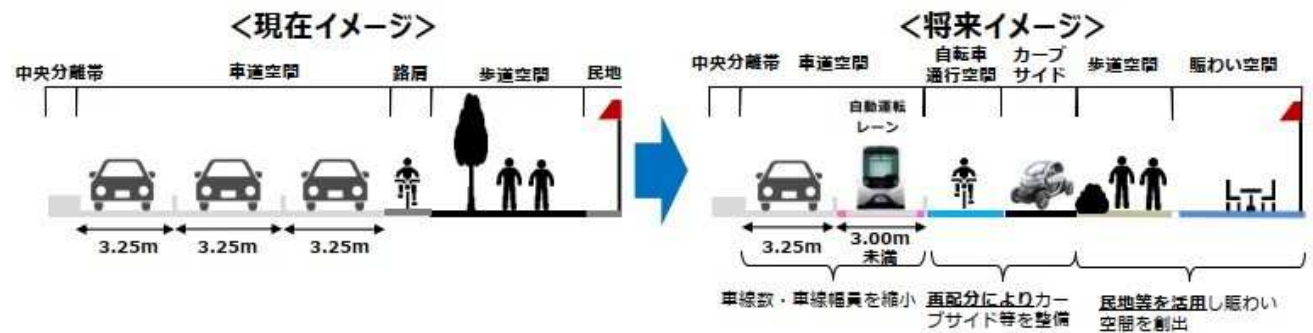 <現在イメージ>
中央分離帯 車道空間 路肩 歩道空間 民地
3.25m 3.25m 3.25m
<将来イメージ>
中央分離帯 車道空間 自転車通行空間 カーブサイド 歩道空間 賑わい空間
自動運転
レーン
3.25m 3.00m
未満
車線数・車線幅員を縮小
再配分によりカー
ブサイド等を整備
民地等を活用し賑わい
空間を創出